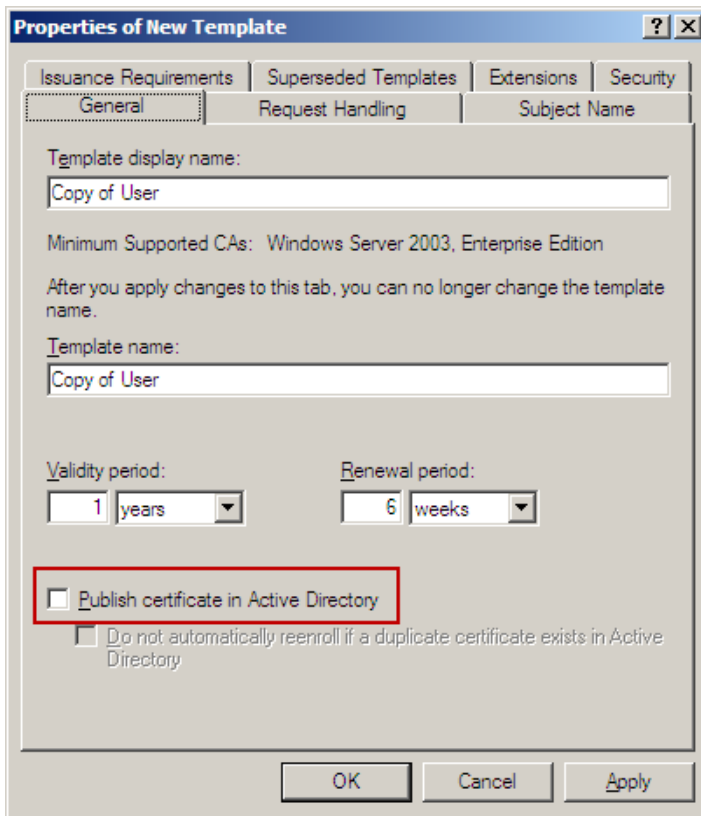 Properties of New Template
Issuance Requirements
Superseded Templates
Extensions
Security
General
Request Handling
Subject Name
Template display name:
Copy of User
Minimum Supported CAs: Windows Server 2003, Enterprise Edition
After you apply changes to this tab, you can no longer change the template
name.
Template name:
Copy of User
Validity period:
Renewal period:
1 years
6 weeks
Publish certificate in Active Directory
Do not automatically reenroll if a duplicate certificate exists in Active
Directory
OK
Cancel
Apply